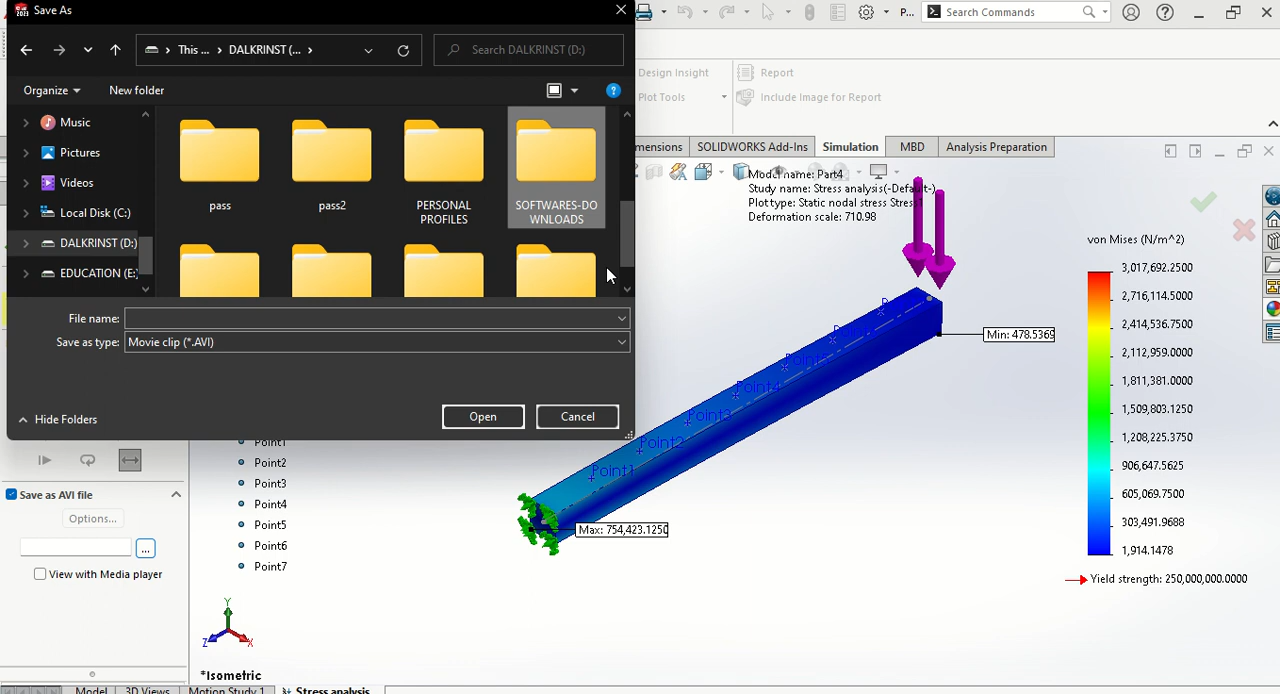 Save As
P...
Search Commands
This ...
DALKRINST (...
Search DALKRINST (D:)
Organize
New folder
Design Insight
Plot Tools
Report
Include Image for Report
Music
Pictures
Videos
Local Disk (C:)
DALKRINST (D:)
EDUCATION (E:)
pass
pass2
PERSONAL
PROFILES
SOFTWARES-DO
WNLOADS
File name:
Save as type:
Movie clip (*.AVI)
Hide Folders
Open
Cancel
mensions
SOLIDWORKS Add-Ins
Simulation
MBD
Analysis Preparation
Model name: Part4
Study name: Stress analysis(-Default-)
Plot type: Static nodal stress Stress1
Deformation scale: 710.98
von Mises (N/m^2)
3,017,692.2500
2,716,114.5000
2,414,536.7500
2,112,959.0000
1,811,381.0000
1,509,803.1250
1,208,225.3750
906,647.5625
605,069.7500
303,491.9688
1,914.1478
Yield strength: 250,000,000.0000
Min: 478.5369
Point4
Point3
Point2
Point1
Max: 754,423.1250
Point1
Point2
Point3
Point4
Point5
Point6
Point7
Save as AVI file
Options...
...
View with Media player
Y
Z
X
*Isometric
Model
3D Views
Motion Study 1
Stress analysis